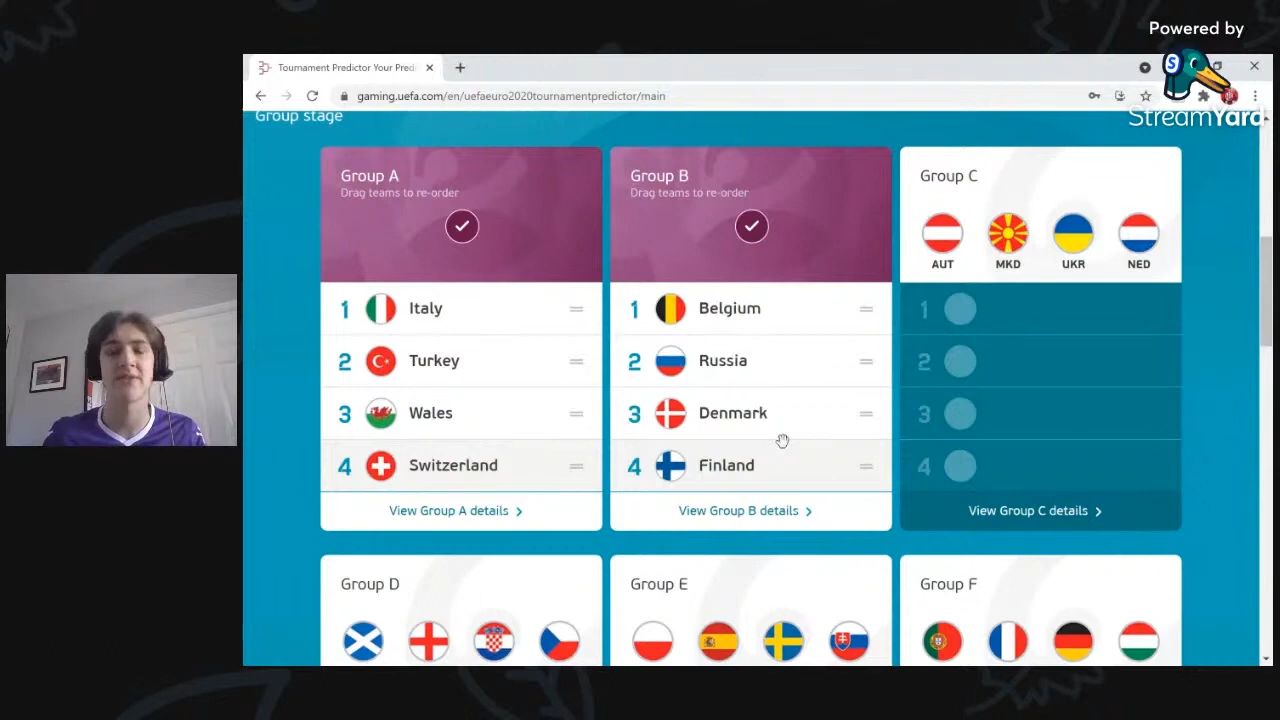 Powered by
StreamYard
Tournament Predictor Your Pred
gaming.uefa.com/en/uefaeuro2020tournamentpredictor/main
Group stage
Group A
Drag teams to re-order
1 Italy
2 Turkey
3 Wales
4 Switzerland
View Group A details
Group B
Drag teams to re-order
1 Belgium
2 Russia
3 Denmark
4 Finland
View Group B details
Group C
AUT MKD UKR NED
1
2
3
4
View Group C details
Group D
Group E
Group F